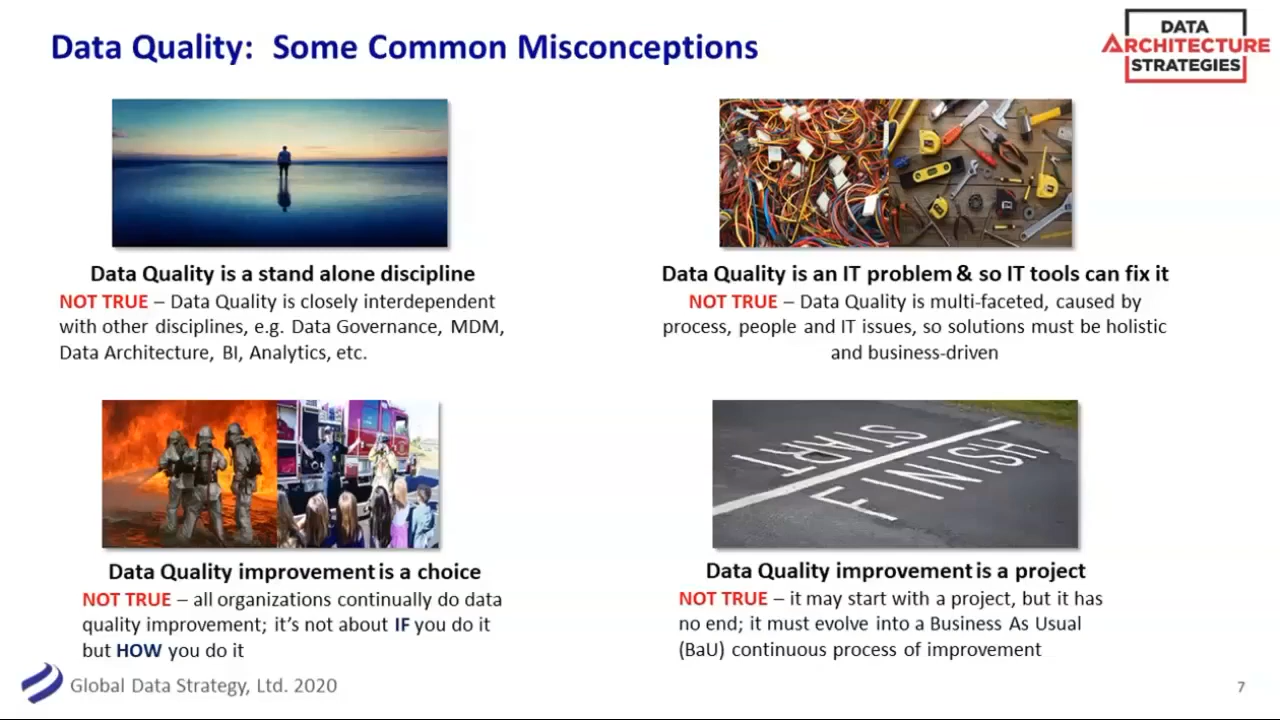 Data Quality: Some Common Misconceptions
DATA
ARCHITECTURE
STRATEGIES
Data Quality is a stand alone discipline
NOT TRUE – Data Quality is closely interdependent
with other disciplines, e.g. Data Governance, MDM,
Data Architecture, BI, Analytics, etc.
Data Quality is an IT problem & so IT tools can fix it
NOT TRUE – Data Quality is multi-faceted, caused by
process, people and IT issues, so solutions must be holistic
and business-driven
START
FINISH
Data Quality improvement is a choice
NOT TRUE – all organizations continually do data
quality improvement; it's not about IF you do it
but HOW you do it
Data Quality improvement is a project
NOT TRUE – it may start with a project, but it has
no end; it must evolve into a Business As Usual
(BaU) continuous process of improvement
Global Data Strategy, Ltd. 2020
7